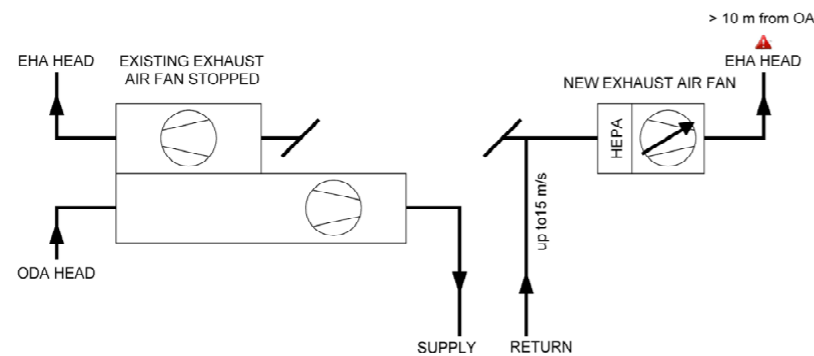 > 10 m from OA
EHA HEAD
EXISTING EXHAUST
AIR FAN STOPPED
EHA HEAD
NEW EXHAUST AIR FAN
HEPA
up to15 m/s
ODA HEAD
SUPPLY
RETURN